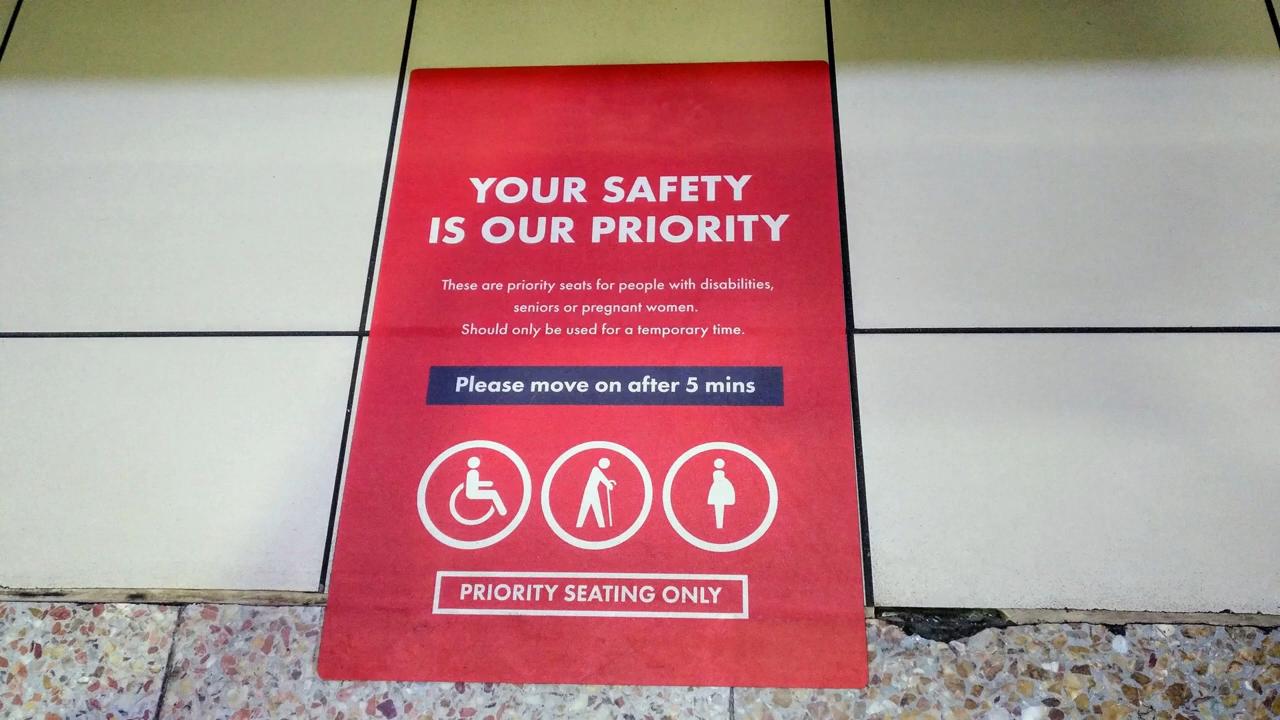 YOUR SAFETY
IS OUR PRIORITY
These are priority seats for people with disabilities,
seniors or pregnant women.
Should only be used for a temporary time.
Please move on after 5 mins
PRIORITY SEATING ONLY